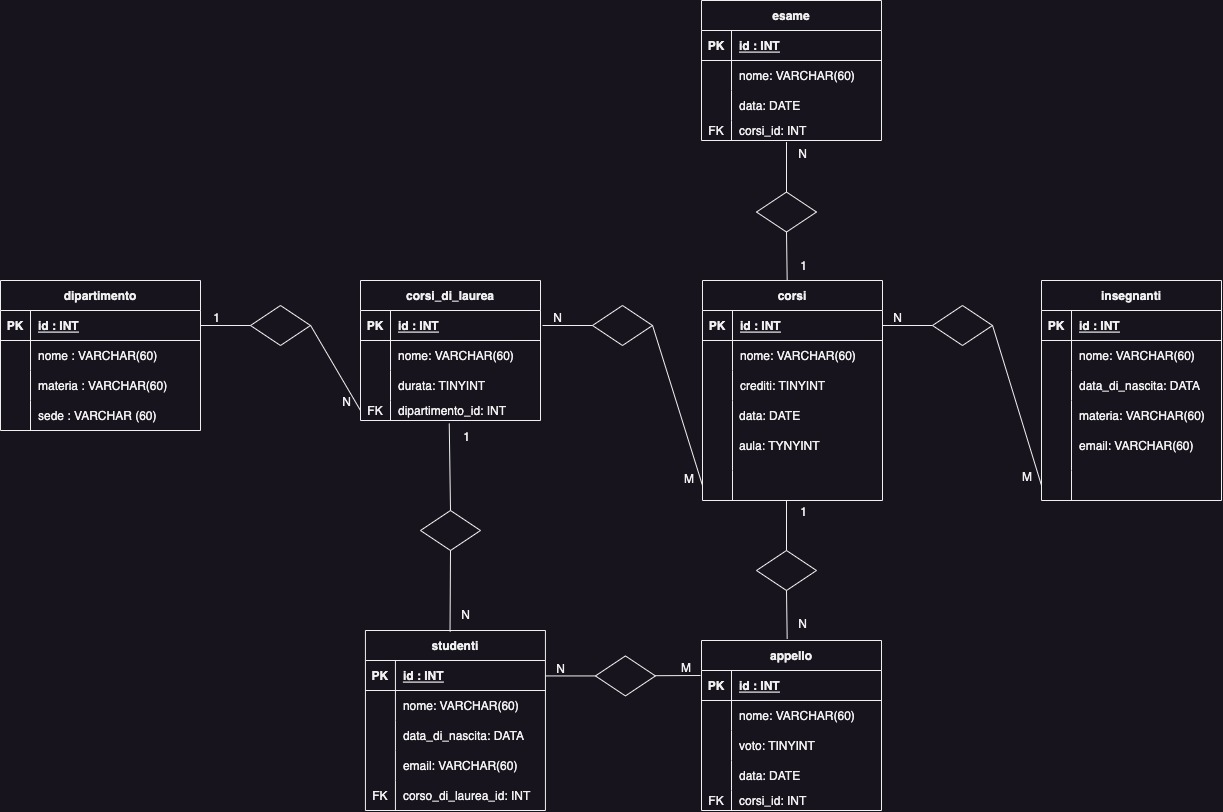 esame
PK id : INT
nome: VARCHAR(60)
data: DATE
FK corsi_id: INT
N
1
dipartimento
PK id : INT
nome : VARCHAR(60)
materia : VARCHAR(60)
sede : VARCHAR (60)
1
N
corsi_di_laurea
PK id : INT
nome: VARCHAR(60)
durata: TINYINT
FK dipartimento_id: INT
N
M
corsi
PK id : INT
nome: VARCHAR(60)
crediti: TINYINT
data: DATE
aula: TYNYINT
N
M
insegnanti
PK id : INT
nome: VARCHAR(60)
data_di_nascita: DATA
materia: VARCHAR(60)
email: VARCHAR(60)
1
N
1
N
studenti
PK id : INT
nome: VARCHAR(60)
data_di_nascita: DATA
email: VARCHAR(60)
FK corso_di_laurea_id: INT
N
M
appello
PK id : INT
nome: VARCHAR(60)
voto: TINYINT
data: DATE
FK corsi_id: INT